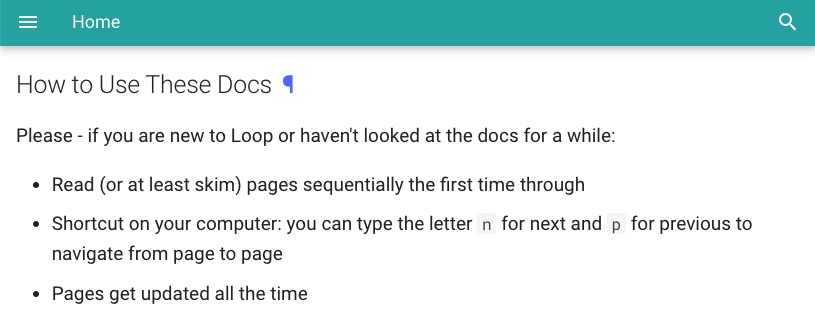 Home
How to Use These Docs ¶
Please - if you are new to Loop or haven't looked at the docs for a while:
• Read (or at least skim) pages sequentially the first time through
• Shortcut on your computer: you can type the letter n for next and p for previous to
navigate from page to page
• Pages get updated all the time